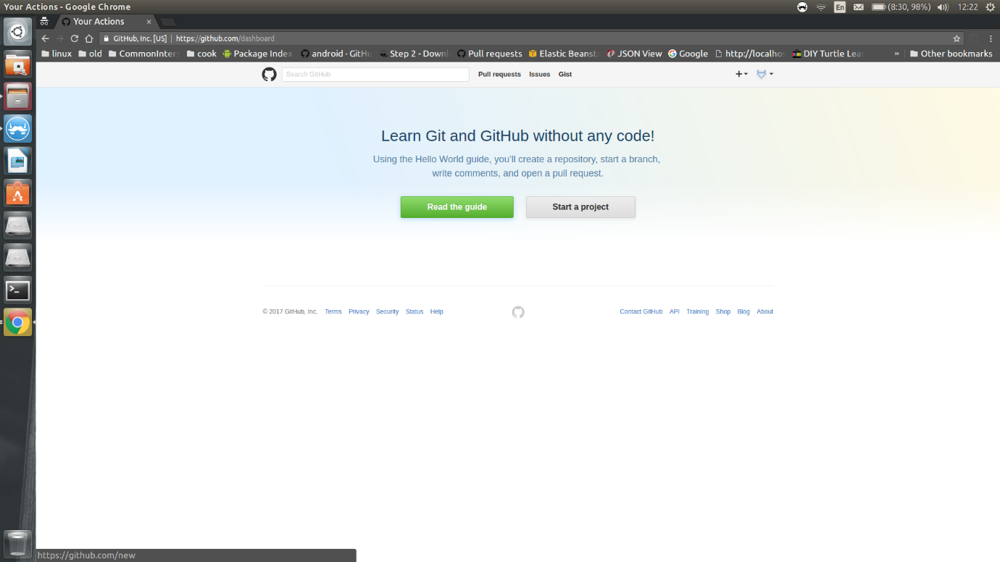 Your Actions - Google Chrome
En
(8:30, 98%)
12:22
Your Actions
GitHub, Inc. [US] | https://github.com/dashboard
linux old CommonInters cook Package Index android · GitHu Step 2 - Downl Pull requests Elastic Beansta JSON View Google http://localhos DIY Turtle Lea » Other bookmarks
Search GitHub
Pull requests Issues Gist
Learn Git and GitHub without any code!
Using the Hello World guide, you’ll create a repository, start a branch,
write comments, and open a pull request.
Read the guide
Start a project
© 2017 GitHub, Inc. Terms Privacy Security Status Help
Contact GitHub API Training Shop Blog About
https://github.com/new